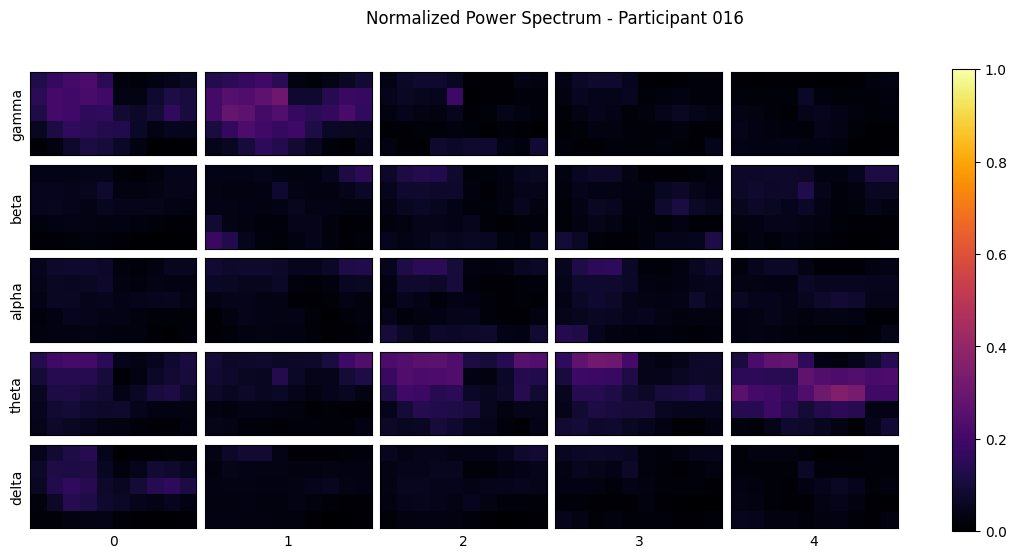 Normalized Power Spectrum - Participant 016
gamma
beta
alpha
theta
delta
0 1 2 3 4
1.0
0.8
0.6
0.4
0.2
0.0